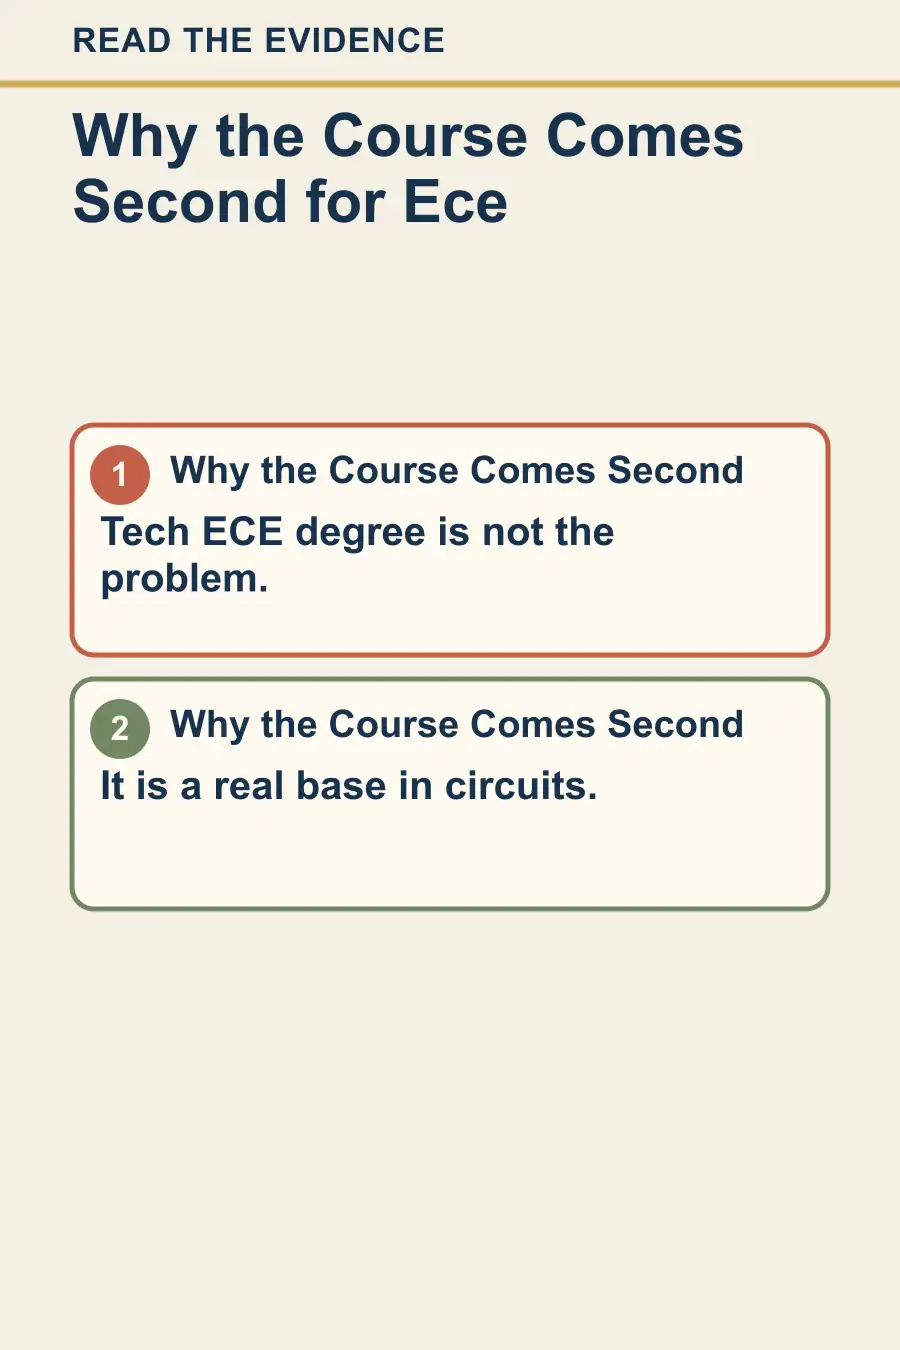 READ THE EVIDENCE
Why the Course Comes
Second for Ece
1 Why the Course Comes Second
Tech ECE degree is not the
problem.
2 Why the Course Comes Second
It is a real base in circuits.